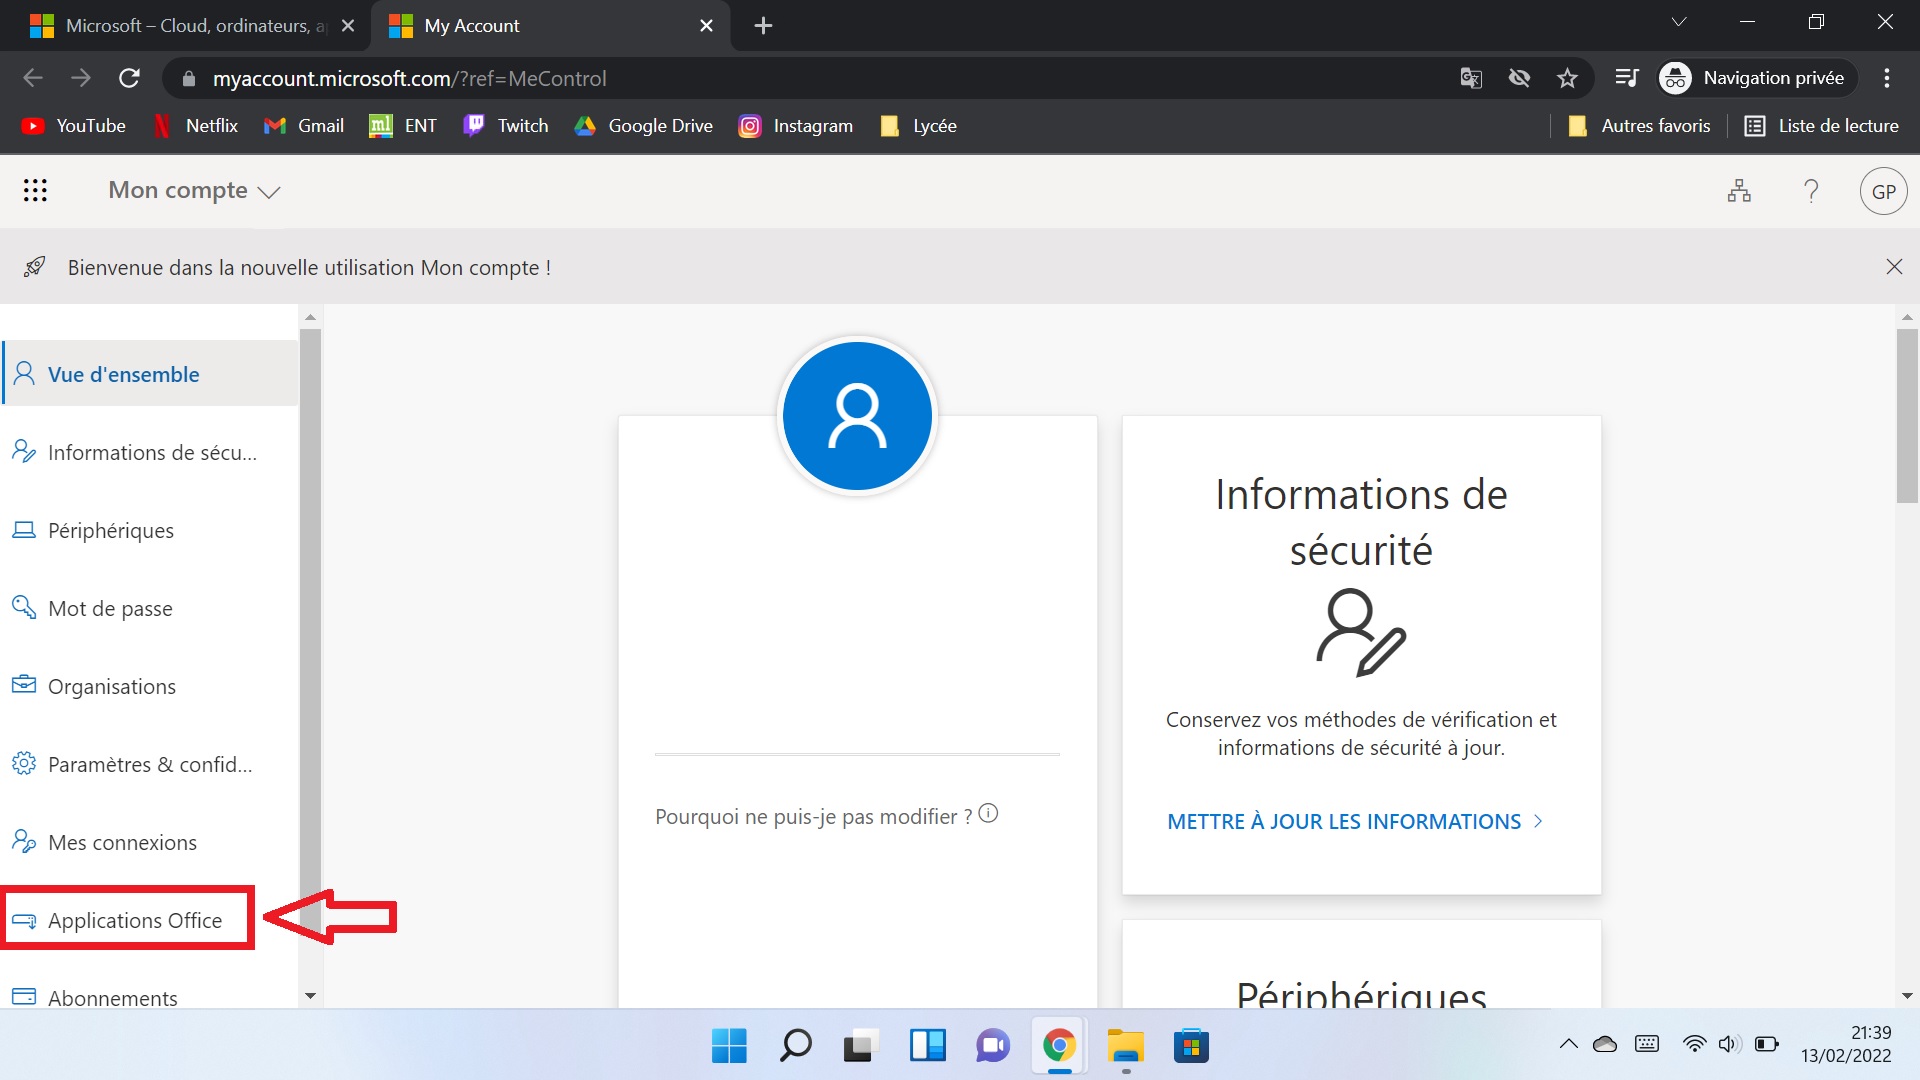 Microsoft – Cloud, ordinateurs, a
My Account
myaccount.microsoft.com/?ref=MeControl
Navigation privée
YouTube
Netflix
Gmail
ENT
Twitch
Google Drive
Instagram
Lycée
Autres favoris
Liste de lecture
Mon compte
GP
Bienvenue dans la nouvelle utilisation Mon compte !
Vue d'ensemble
Informations de sécu...
Périphériques
Mot de passe
Organisations
Paramètres & confid...
Mes connexions
Applications Office
Abonnements
Pourquoi ne puis-je pas modifier ?
Informations de
sécurité
Conservez vos méthodes de vérification et
informations de sécurité à jour.
METTRE À JOUR LES INFORMATIONS
Périphériques
21:39
13/02/2022